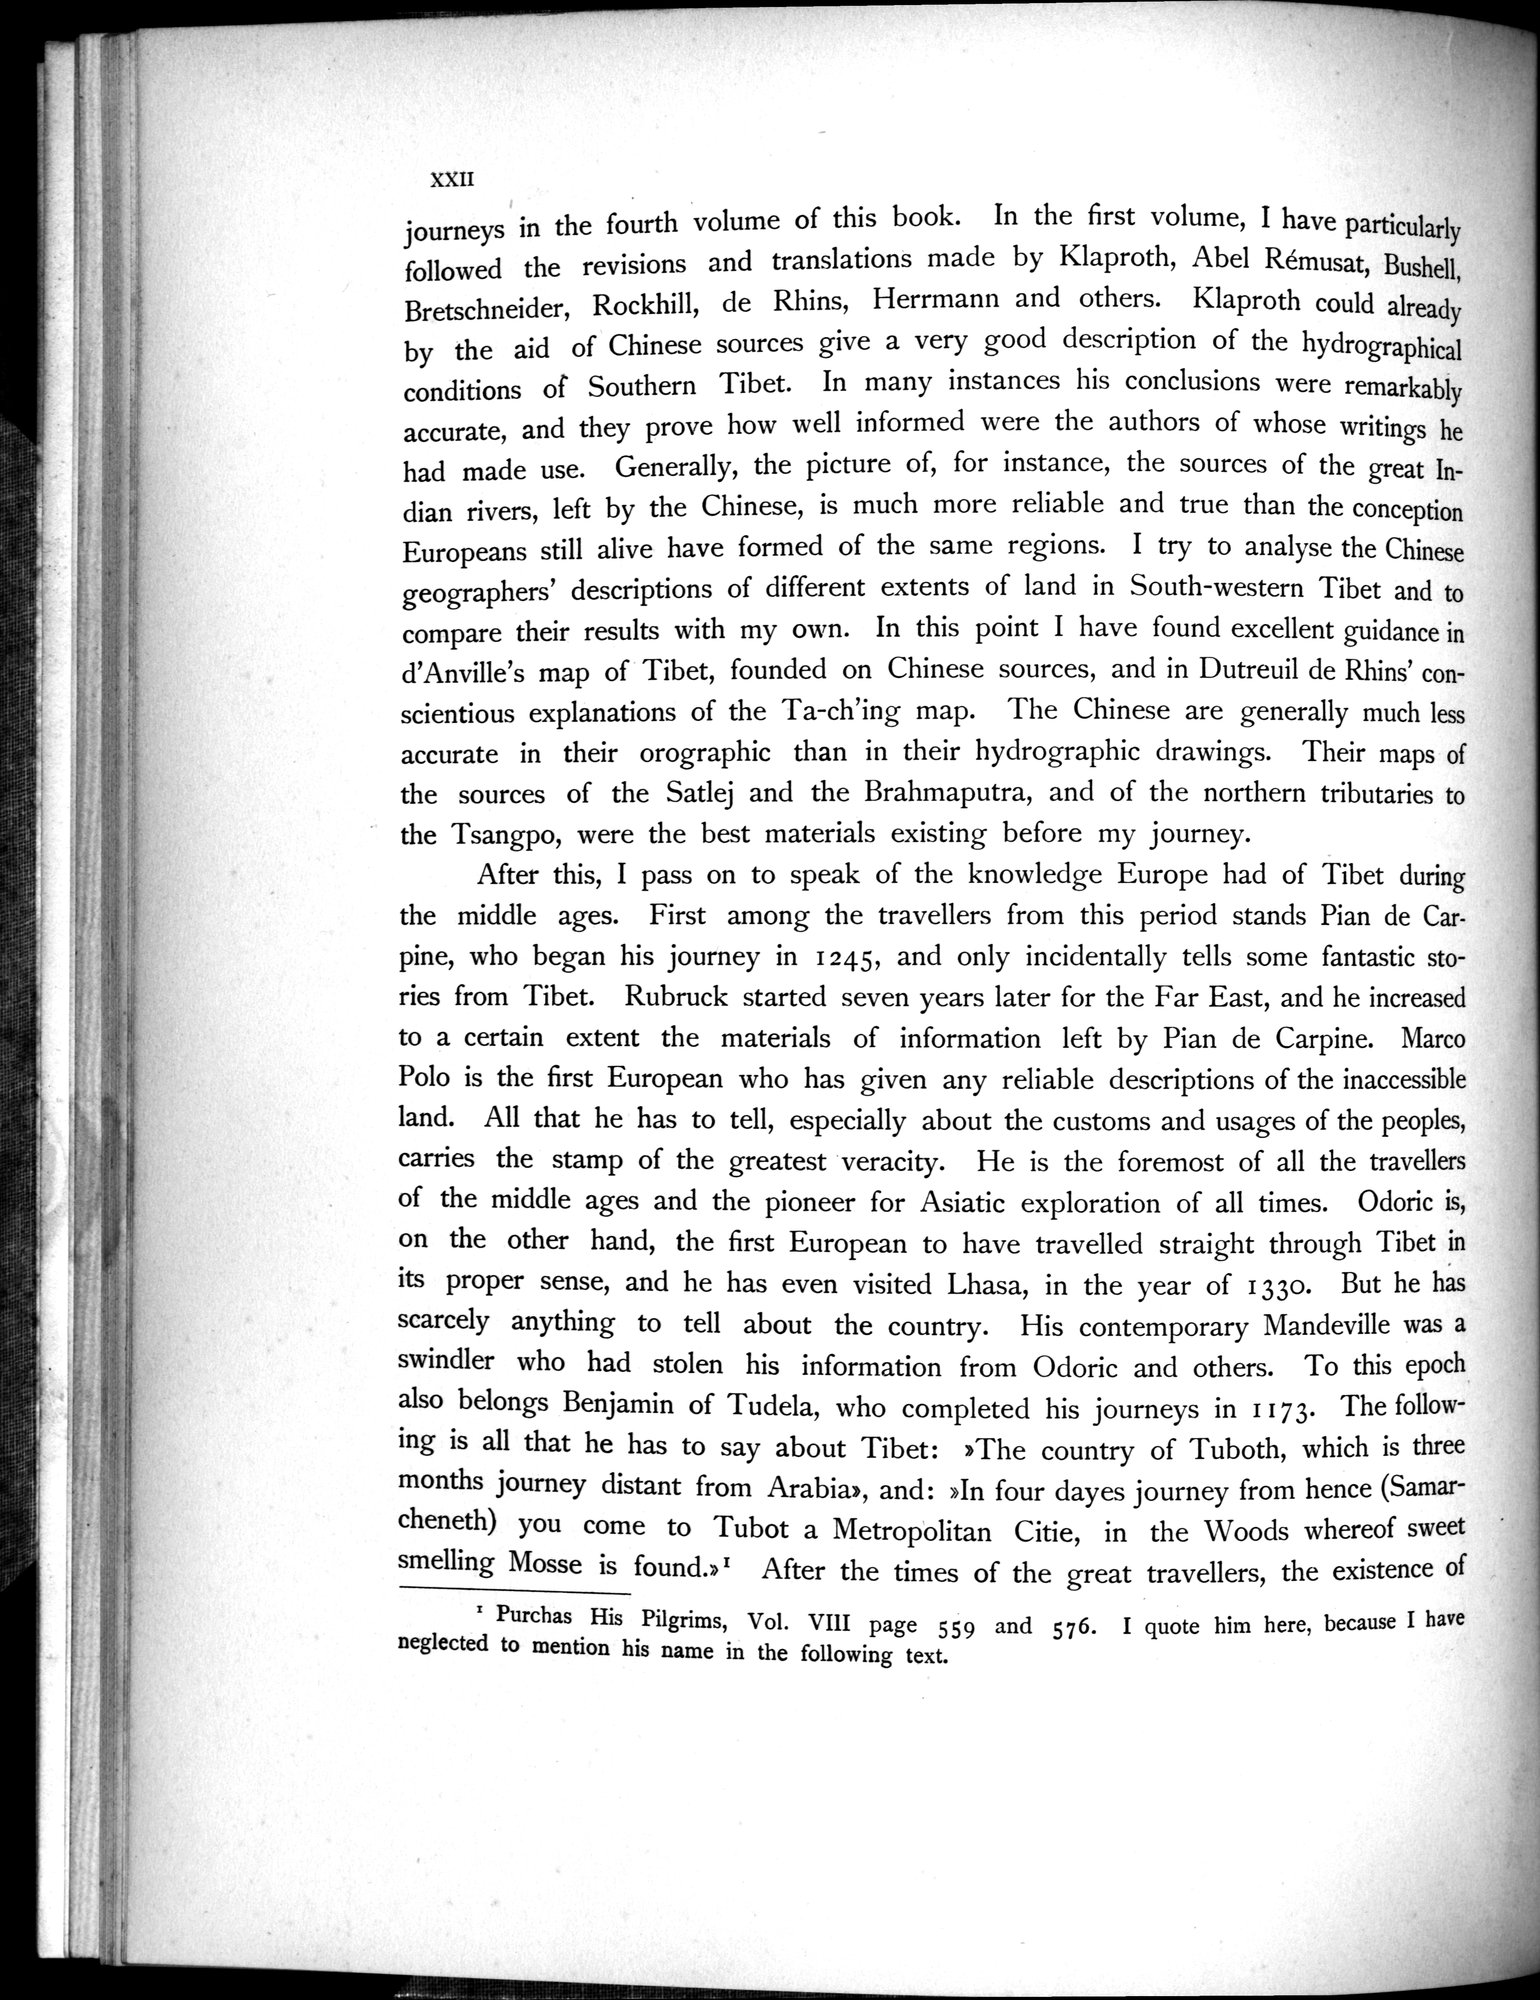 XXII
journeys in the fourth volume of this book. In the first volume, I have particularly
followed the revisions and translations made by Klaproth, Abel Rémusat, Bushell,
Bretschneider, Rockhill, de Rhins, Herrmann and others. Klaproth could already
by the aid of Chinese sources give a very good description of the hydrographical
conditions of Southern Tibet. In many instances his conclusions were remarkably
accurate, and they prove how well informed were the authors of whose writings he
had made use. Generally, the picture of, for instance, the sources of the great In-
dian rivers, left by the Chinese, is much more reliable and true than the conception
Europeans still alive have formed of the same regions. I try to analyse the Chinese
geographers’ descriptions of different extents of land in South-western Tibet and to
compare their results with my own. In this point I have found excellent guidance in
d’Anville’s map of Tibet, founded on Chinese sources, and in Dutreuil de Rhins’ con-
scientious explanations of the Ta-ch’ing map. The Chinese are generally much less
accurate in their orographic than in their hydrographic drawings. Their maps of
the sources of the Satlej and the Brahmaputra, and of the northern tributaries to
the Tsangpo, were the best materials existing before my journey.
After this, I pass on to speak of the knowledge Europe had of Tibet during
the middle ages. First among the travellers from this period stands Pian de Car-
pine, who began his journey in 1245, and only incidentally tells some fantastic sto-
ries from Tibet. Rubruck started seven years later for the Far East, and he increased
to a certain extent the materials of information left by Pian de Carpine. Marco
Polo is the first European who has given any reliable descriptions of the inaccessible
land. All that he has to tell, especially about the customs and usages of the peoples,
carries the stamp of the greatest veracity. He is the foremost of all the travellers
of the middle ages and the pioneer for Asiatic exploration of all times. Odoric is,
on the other hand, the first European to have travelled straight through Tibet in
its proper sense, and he has even visited Lhasa, in the year of 1330. But he has
scarcely anything to tell about the country. His contemporary Mandeville was a
swindler who had stolen his information from Odoric and others. To this epoch
also belongs Benjamin of Tudela, who completed his journeys in 1173. The follow-
ing is all that he has to say about Tibet: »The country of Tuboth, which is three
months journey distant from Arabia», and: »In four dayes journey from hence (Samar-
cheneth) you come to Tubot a Metropolitan Citie, in the Woods whereof sweet
smelling Mosse is found.»¹ After the times of the great travellers, the existence of
¹ Purchas His Pilgrims, Vol. VIII page 559 and 576. I quote him here, because I have
neglected to mention his name in the following text.